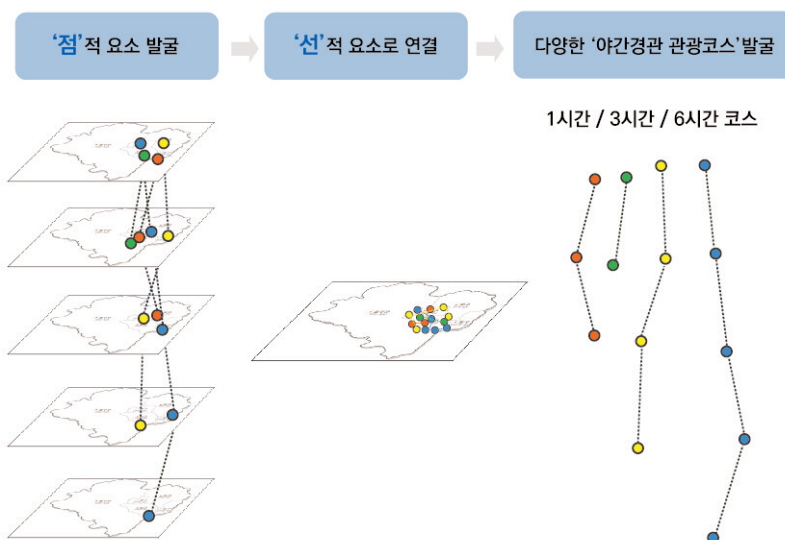 ‘점’적 요소 발굴
‘선’적 요소로 연결
다양한 ‘야간경관 관광코스’발굴
1시간 / 3시간 / 6시간 코스